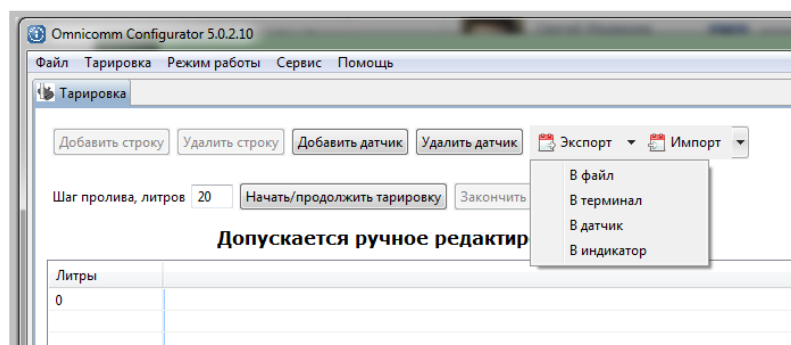 Omnicomm Configurator 5.0.2.10
Файл Тарировка Режим работы Сервис Помощь
Тарировка
Добавить строку Удалить строку Добавить датчик Удалить датчик Экспорт Импорт
В файл
Шаг пролива, литров 20 Начать/продолжить тарировку Закончить
В терминал
В датчик
Допускается ручное редактир
В индикатор
Литры
0